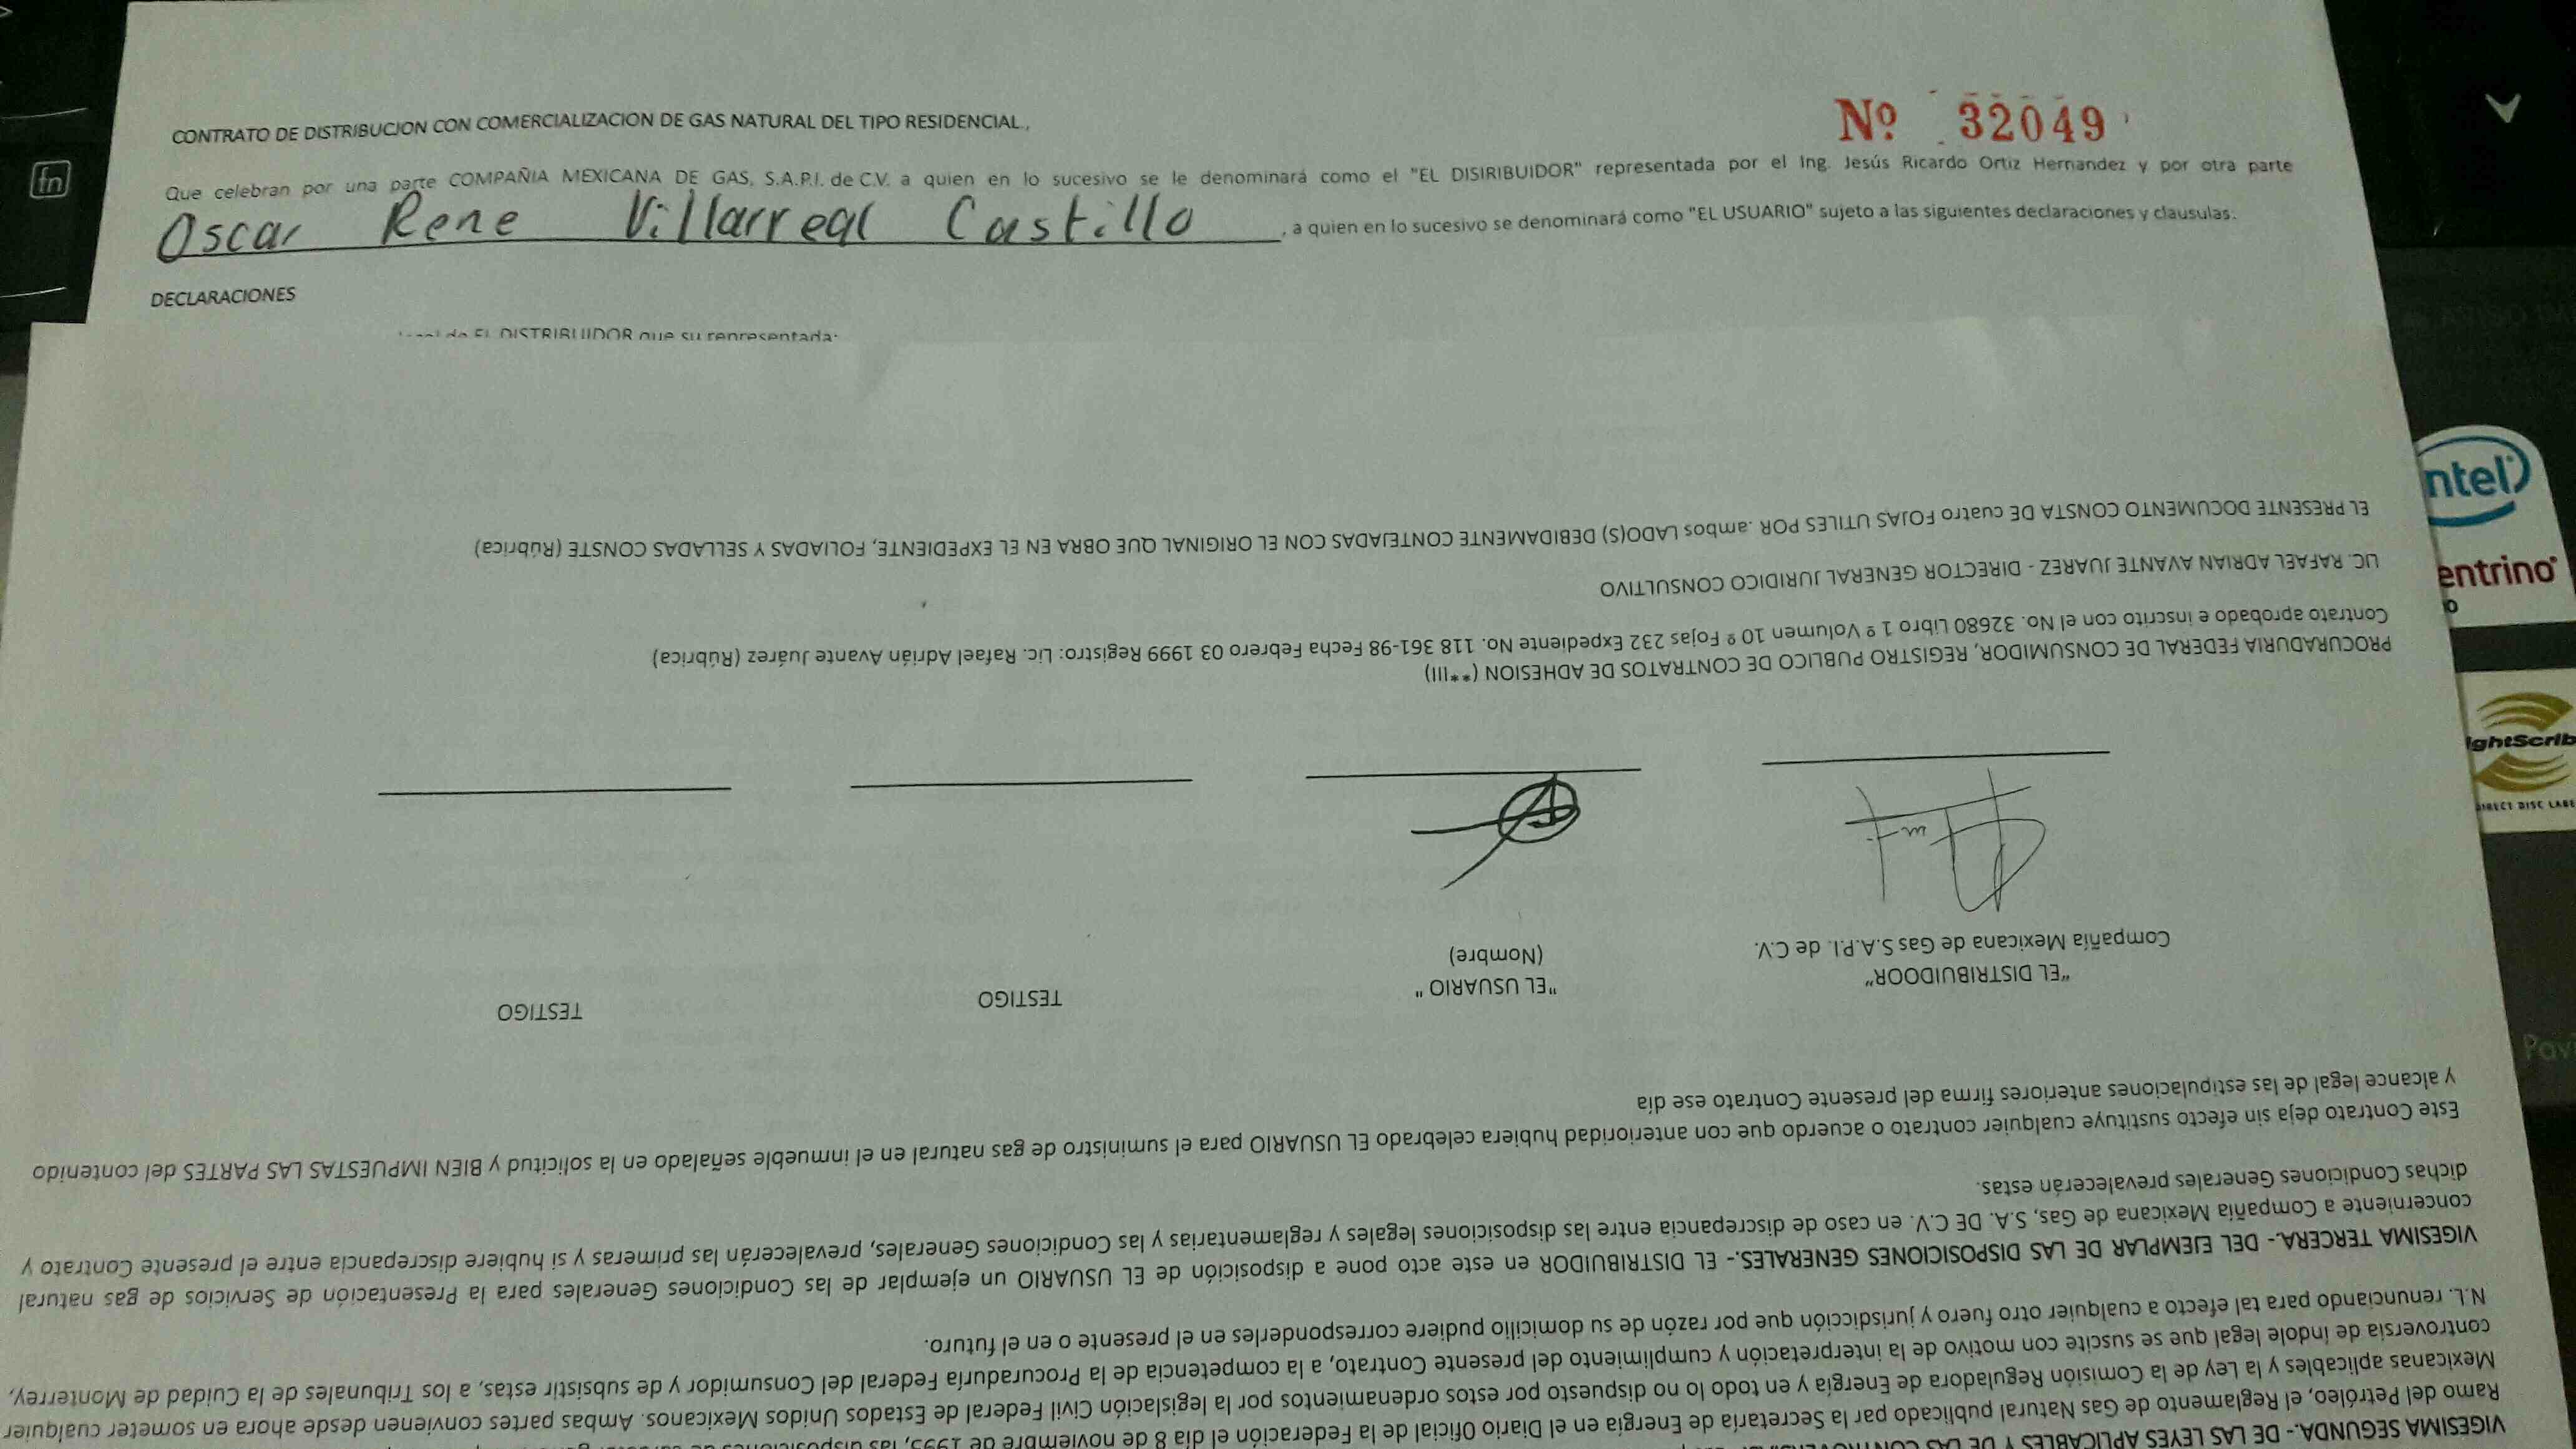 CONTRATO DE DISTRIBUCION CON COMERCIALIZACION DE GAS NATURAL DEL TIPO RESIDENCIAL.,
Nº 32049
Que celebran por una parte COMPAÑIA MEXICANA DE GAS, S.A.P.I. de C.V. a quien en lo sucesivo se le denominará como el "EL DISIRIBUIDOR" representada por el Ing. Jesús Ricardo Ortiz Hernandez y por otra parte
Oscar Rene Villarreal Castillo, a quien en lo sucesivo se denominará como "EL USUARIO" sujeto a las siguientes declaraciones y clausulas.
DECLARACIONES
de EL DISTRIBUIDOR que su representada:
VIGESIMA SEGUNDA.- DE LAS LEYES APLICABLES Y DE LAS
Ramo del Petróleo, el Reglamento de Gas Natural publicado par la Secretaría de Energía en el Diario Oficial de la Federación el día 8 de noviembre de 1995, las
Mexicanas aplicables y la Ley de la Comisión Reguladora de Energía y en todo lo no dispuesto por estos ordenamientos por la legislación Civil Federal de Estados Unidos Mexicanos. Ambas partes convienen desde ahora en someter cualquier
controversia de índole legal que se suscite con motivo de la interpretación y cumplimiento del presente Contrato, a la competencia de la Procuraduría Federal del Consumidor y de subsistir estas, a los Tribunales de la Cuidad de Monterrey,
N.L. renunciando para tal efecto a cualquier otro fuero y jurisdicción que por razón de su domicilio pudiere corresponderles en el presente o en el futuro.
VIGESIMA TERCERA.- DEL EJEMPLAR DE LAS DISPOSICIONES GENERALES.- EL DISTRIBUIDOR en este acto pone a disposición de EL USUARIO un ejemplar de las Condiciones Generales para la Presentación de Servicios de gas natural
concerniente a Compañía Mexicana de Gas, S.A. DE C.V. en caso de discrepancia entre las disposiciones legales y reglamentarias y las Condiciones Generales, prevalecerán las primeras y si hubiere discrepancia entre el presente Contrato y
dichas Condiciones Generales prevalecerán estas.
Este Contrato deja sin efecto sustituye cualquier contrato o acuerdo que con anterioridad hubiera celebrado EL USUARIO para el suministro de gas natural en el inmueble señalado en la solicitud y BIEN IMPUESTAS LAS PARTES del contenido
y alcance legal de las estipulaciones anteriores firma del presente Contrato ese día
"EL DISTRIBUIDOOR" "EL USUARIO " TESTIGO TESTIGO
Compañía Mexicana de Gas S.A.P.I. de C.V. (Nombre)
PROCURADURIA FEDERAL DE CONSUMIDOR, REGISTRO PUBLICO DE CONTRATOS DE ADHESION (**III)
Contrato aprobado e inscrito con el No. 32680 Libro 1 º Volumen 10 º Fojas 232 Expediente No. 118 361-98 Fecha Febrero 03 1999 Registro: Lic. Rafael Adrián Avante Juárez (Rúbrica)
LIC. RAFAEL ADRIAN AVANTE JUAREZ - DIRECTOR GENERAL JURIDICO CONSULTIVO
EL PRESENTE DOCUMENTO CONSTA DE cuatro FOJAS UTILES POR .ambos LADO(S) DEBIDAMENTE CONTEJADAS CON EL ORIGINAL QUE OBRA EN EL EXPEDIENTE, FOLIADAS Y SELLADAS CONSTE (Rúbrica)
fn
ntel
entrino
ightScrib
DIRECT DISC LABE
Pavi